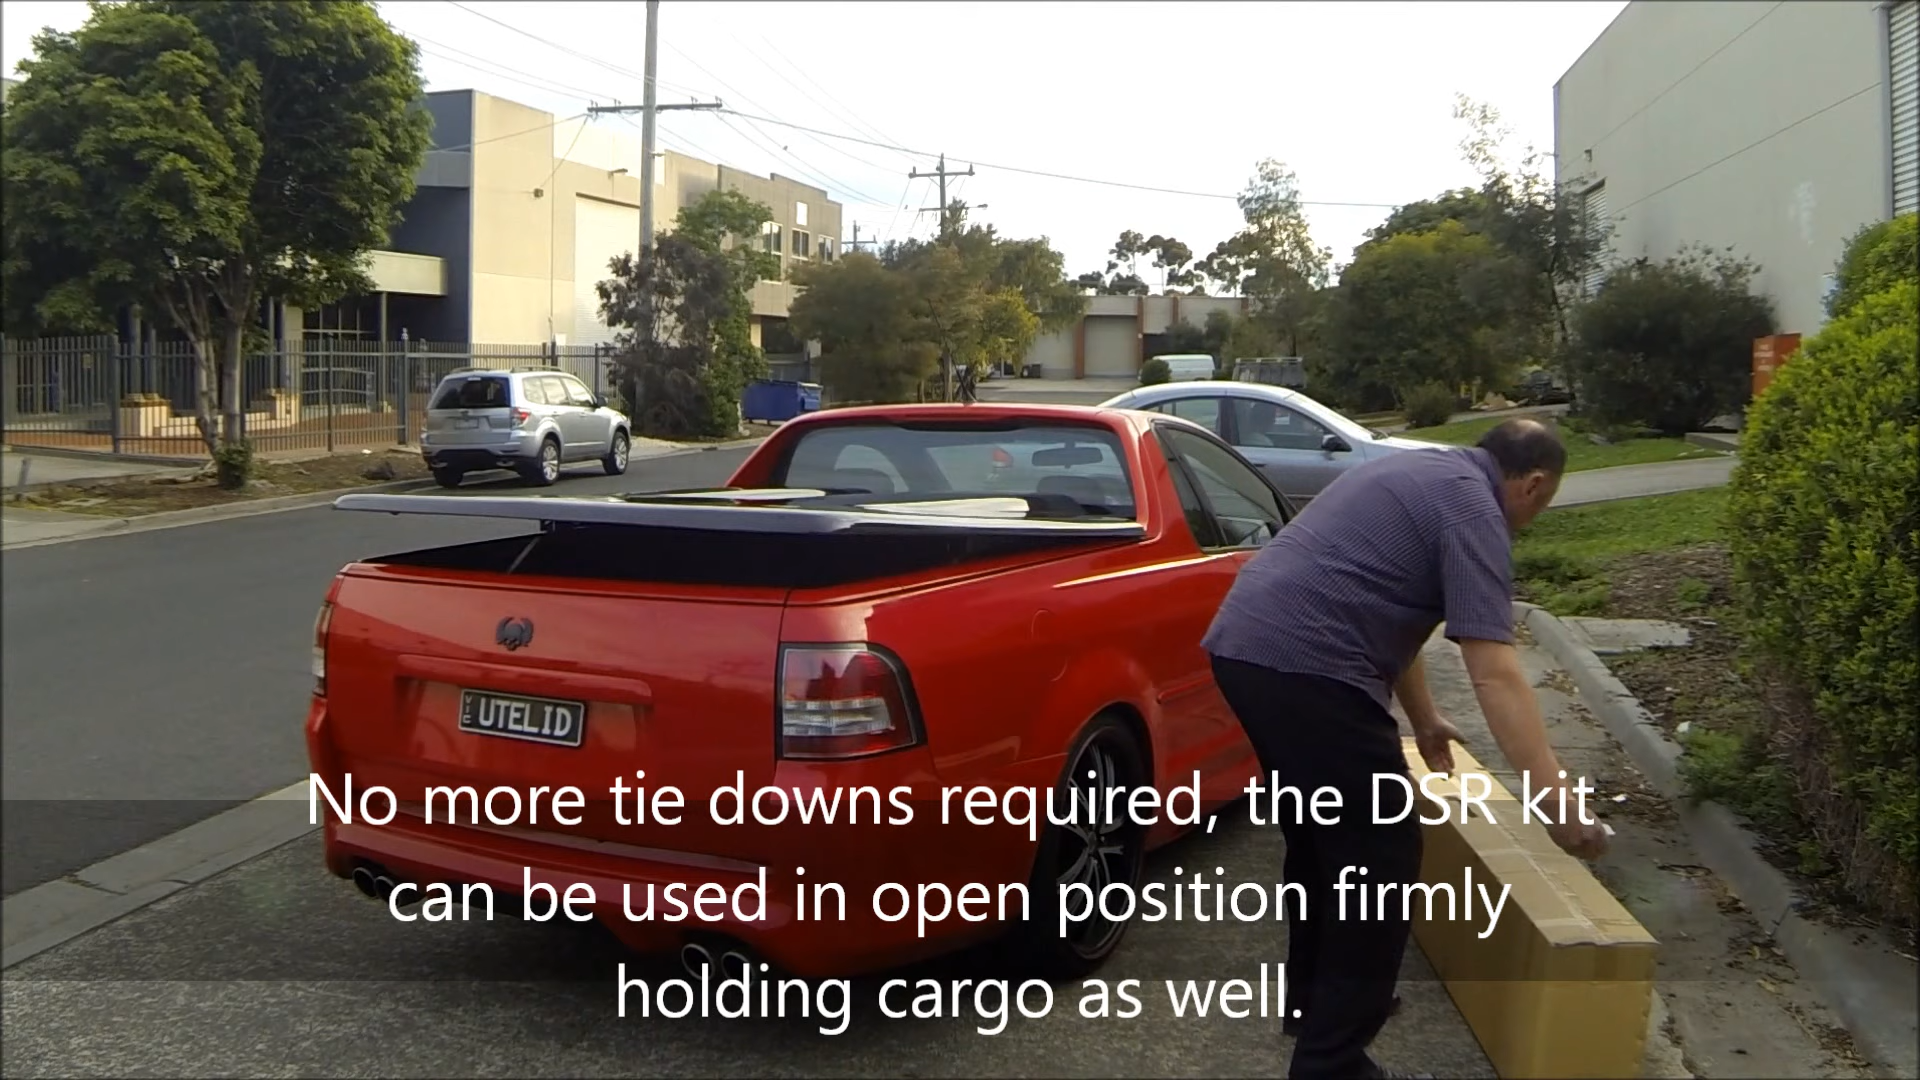 VIC
UTELID
No more tie downs required, the DSR kit
can be used in open position firmly
holding cargo as well.